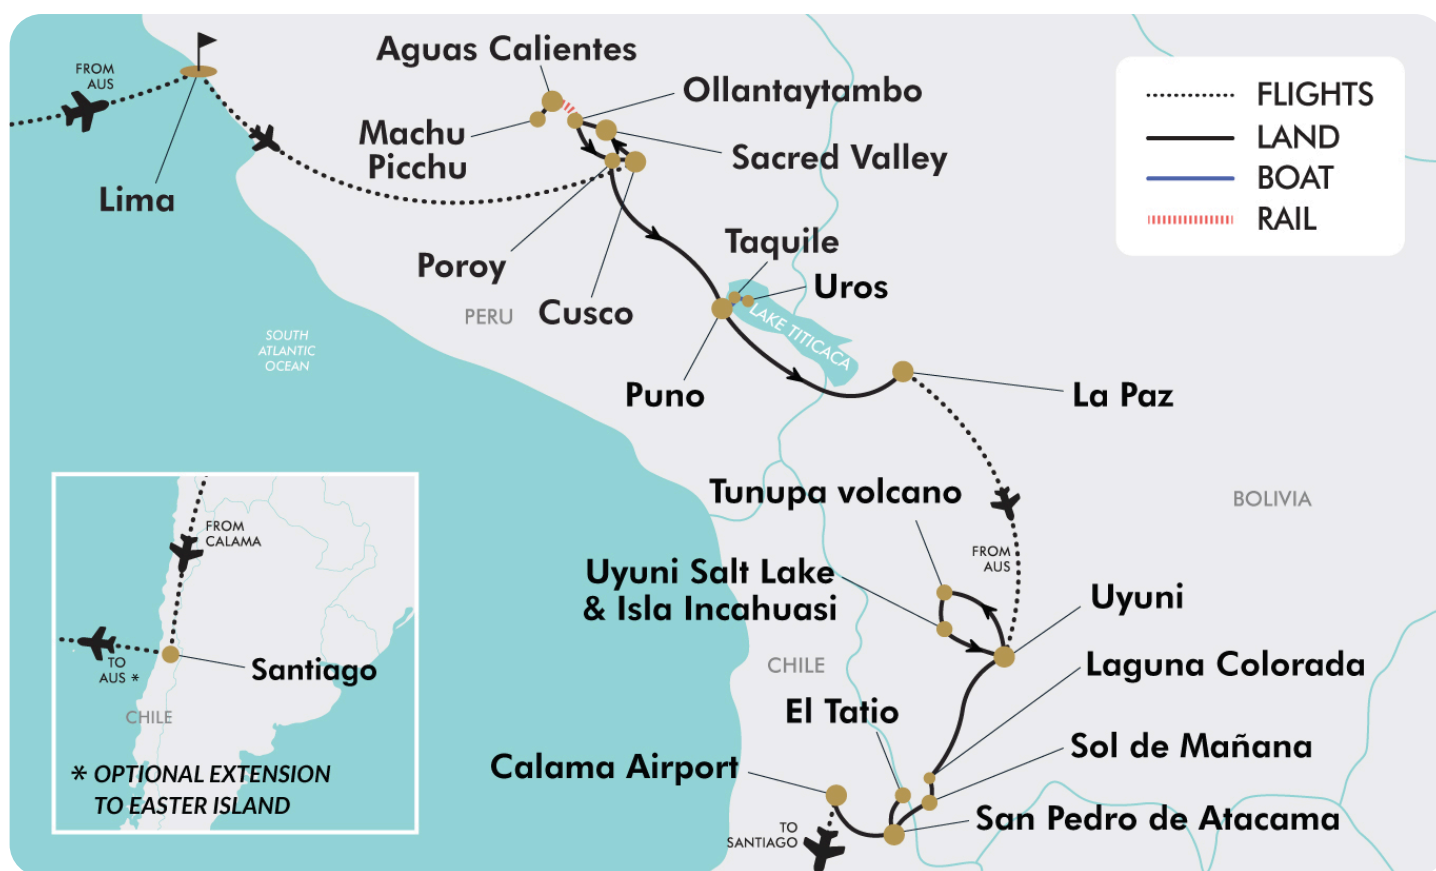 FROM
AUS
Aguas Calientes
Ollantaytambo
Machu
Picchu
Sacred Valley
Lima
FLIGHTS
LAND
BOAT
RAIL
Taquile
Uros
Poroy
PERU
Cusco
LAKE TITICACA
SOUTH
ATLANTIC
OCEAN
Puno
La Paz
Tunupa volcano
BOLIVIA
FROM
AUS
Uyuni Salt Lake
& Isla Incahuasi
Uyuni
CHILE
Laguna Colorada
El Tatio
Sol de Mañana
Calama Airport
San Pedro de Atacama
TO
SANTIAGO
FROM
CALAMA
TO
AUS *
Santiago
CHILE
* OPTIONAL EXTENSION
TO EASTER ISLAND